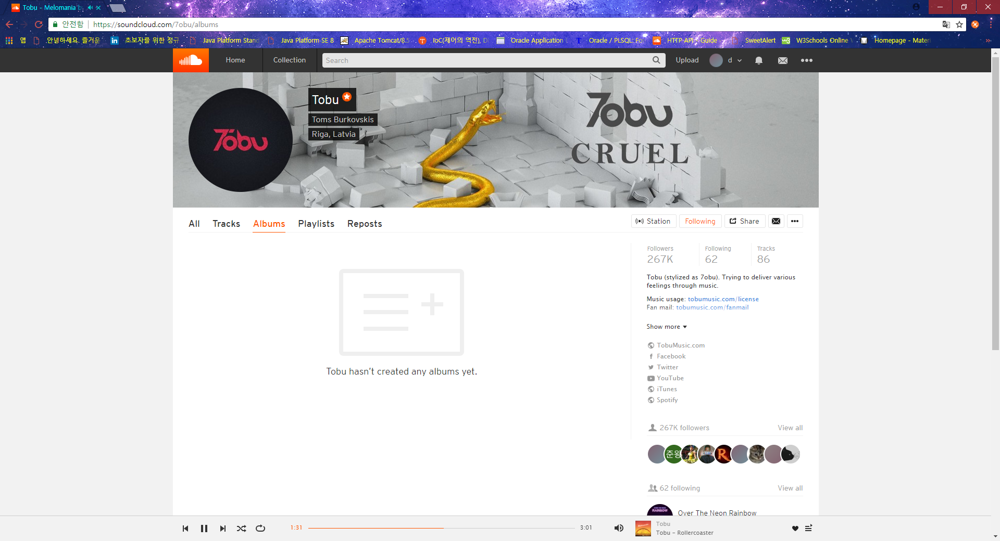 Tobu - Melomania b
안전함 https://soundcloud.com/7obu/albums
앱 안녕하세요. 즐거운 초보자를 위한 정규 Java Platform Stand Java Platform SE 8 Apache Tomcat/8.5 IoC(제어의 역전), D Oracle Application Oracle / PLSQL: HTTP API - Guide - SweetAlert W3Schools Online Homepage - Materi
Home Collection Search Upload d
Tobu
Toms Burkovskis
Riga, Latvia
7obu
7obu
CRUEL
All Tracks Albums Playlists Reposts Station Following Share
Followers Following Tracks
267K 62 86
Tobu (stylized as 7obu). Trying to deliver various
feelings through music.
Music usage: tobumusic.com/license
Fan mail: tobumusic.com/fanmail
Show more
TobuMusic.com
Facebook
Twitter
YouTube
iTunes
Spotify
Tobu hasn’t created any albums yet.
267K followers View all
준왕
R
62 following View all
RAINBOW
Over The Neon Rainbow
1:31 3:01
Tobu
Tobu - Rollercoaster